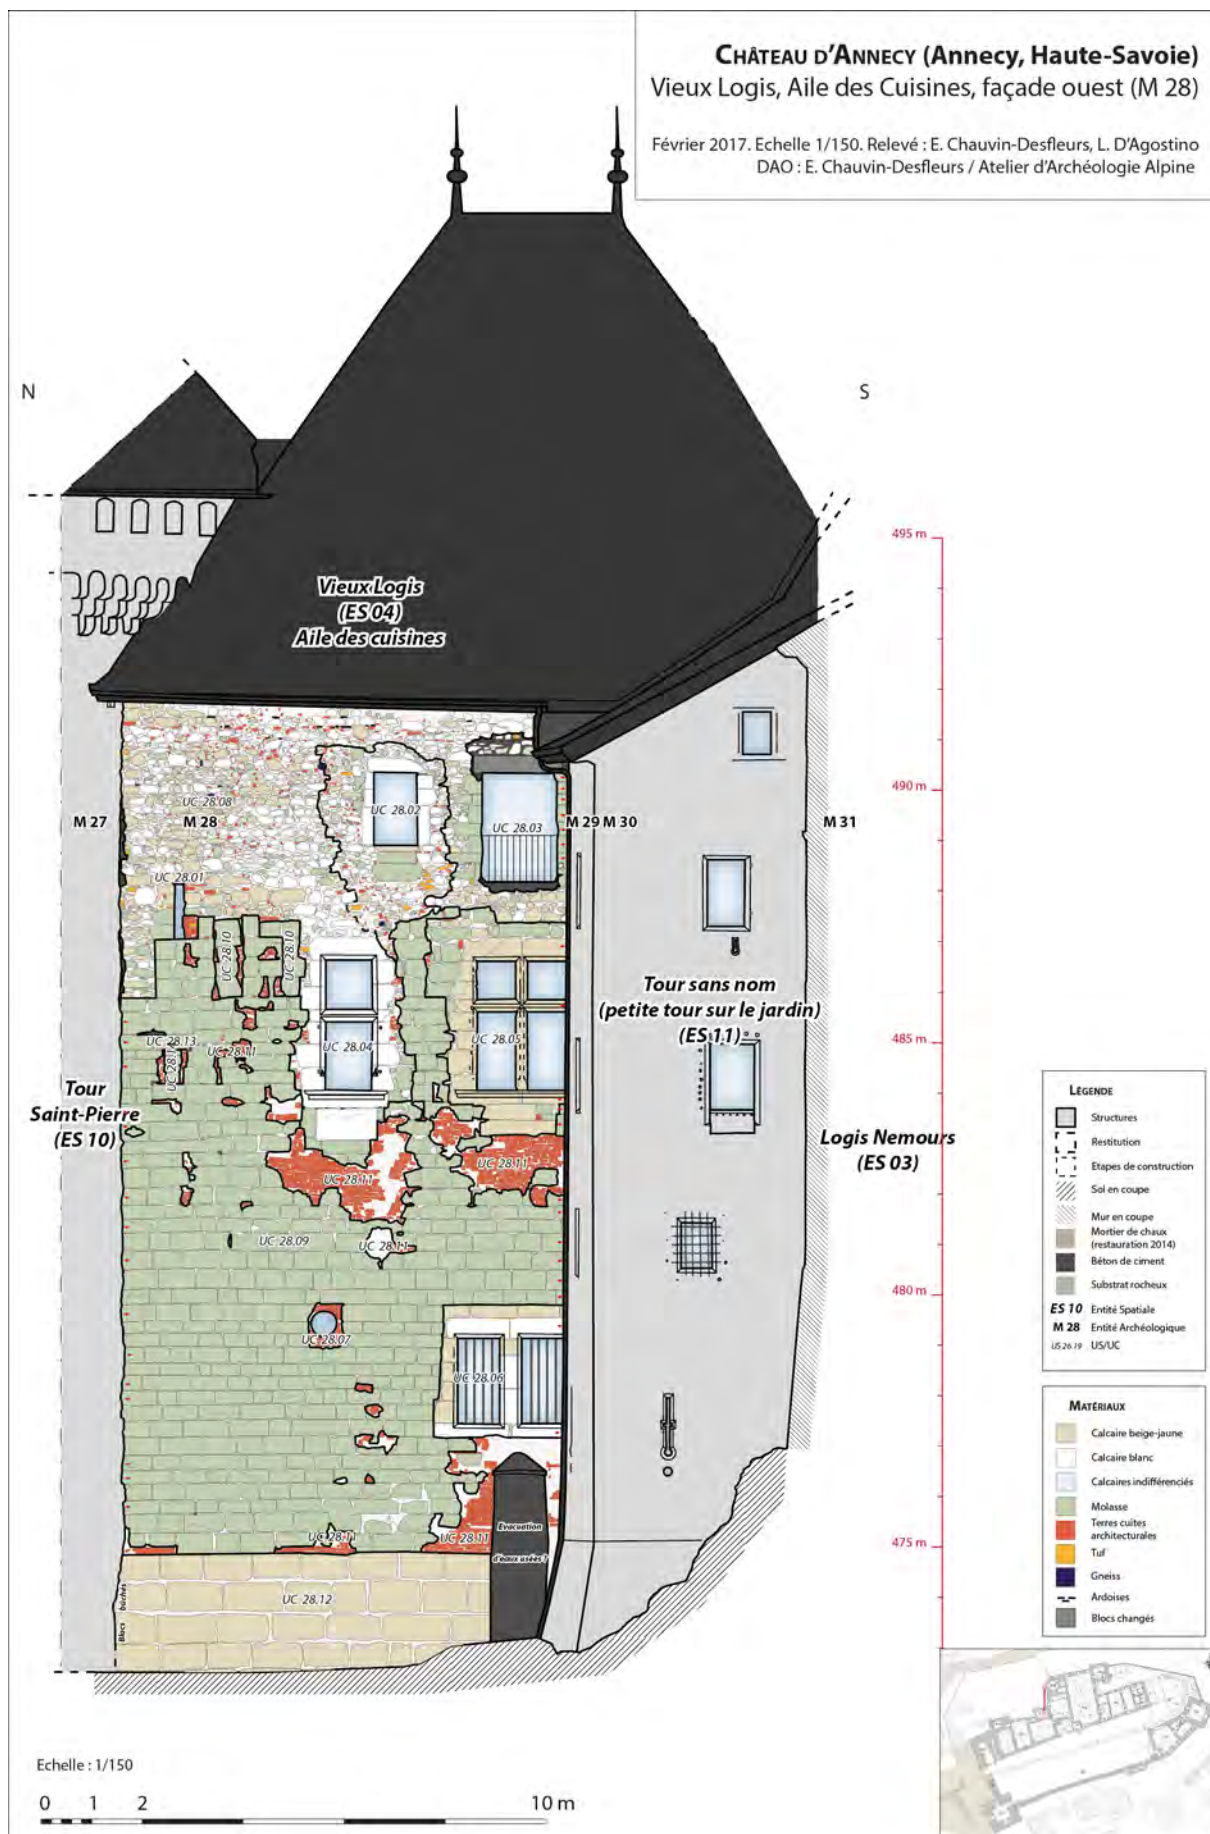 CHÂTEAU D'ANNECY (Annecy, Haute-Savoie)
Vieux Logis, Aile des Cuisines, façade ouest (M 28)
Février 2017. Echelle 1/150. Relevé : E. Chauvin-Desfleurs, L. D'Agostino
DAO : E. Chauvin-Desfleurs / Atelier d'Archéologie Alpine
N
S
495 m
Vieux Logis
(ES 04)
Aile des cuisines
490 m
UC 28.08
UC 28.02
UC 28.03
M 27
M 28
M 29
M 30
M 31
UC 28.01
UC 28.10
UC 28.10
Tour sans nom
(petite tour sur le jardin)
(ES 11)
UC 28.13
UC 28.11
UC 28.04
UC 28.05
485 m
Tour
Saint-Pierre
(ES 10)
Logis Nemours
(ES 03)
UC 28.11
UC 28.11
UC 28.09
UC 28.11
480 m
UC 28.07
UC 28.06
UC 28.11
UC 28.11
Evacuation
d'eaux usées ?
475 m
Blocs bûchés
UC 28.12
LÉGENDE
Structures
Restitution
Etapes de construction
Sol en coupe
Mur en coupe
Mortier de chaux
(restauration 2014)
Béton de ciment
Substrat rocheux
ES 10 Entité Spatiale
M 28 Entité Archéologique
US 26.19 US/UC
MATÉRIAUX
Calcaire beige-jaune
Calcaire blanc
Calcaires indifférenciés
Molasse
Terres cuites
architecturales
Tuf
Gneiss
Ardoises
Blocs changés
Echelle : 1/150
0 1 2 10 m